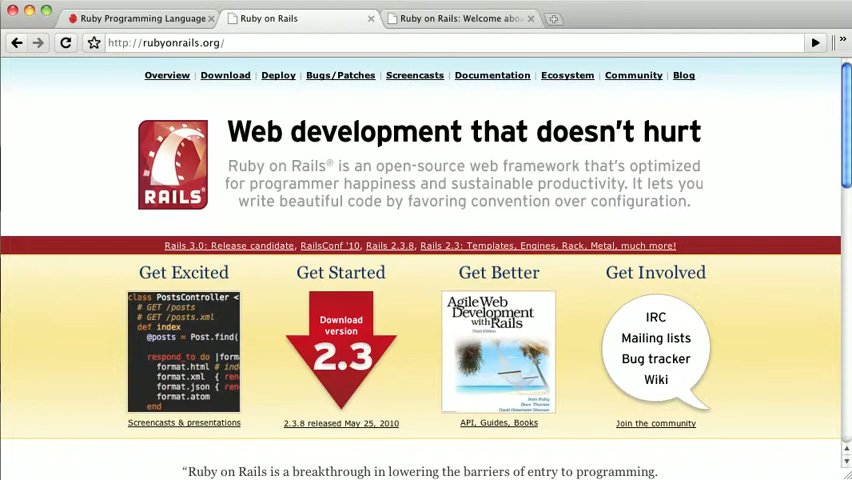 Ruby Programming Language
Ruby on Rails
Ruby on Rails: Welcome abo
http://rubyonrails.org/
Overview | Download | Deploy | Bugs/Patches | Screencasts | Documentation | Ecosystem | Community | Blog
RAILS
Web development that doesn't hurt
Ruby on Rails® is an open-source web framework that's optimized
for programmer happiness and sustainable productivity. It lets you
write beautiful code by favoring convention over configuration.
Rails 3.0: Release candidate, RailsConf '10, Rails 2.3.8, Rails 2.3: Templates, Engines, Rack, Metal, much more!
Get Excited
class PostsController <
# GET /posts
# GET /posts.xml
def index
@posts = Post.find(
respond_to do |format
format.html # ind
format.xml { ren
format.json { ren
format.atom
end
Screencasts & presentations
Get Started
Download
version
2.3
2.3.8 released May 25, 2010
Get Better
Agile Web
Development
with Rails
API, Guides, Books
Get Involved
IRC
Mailing lists
Bug tracker
Wiki
Join the community
"Ruby on Rails is a breakthrough in lowering the barriers of entry to programming.